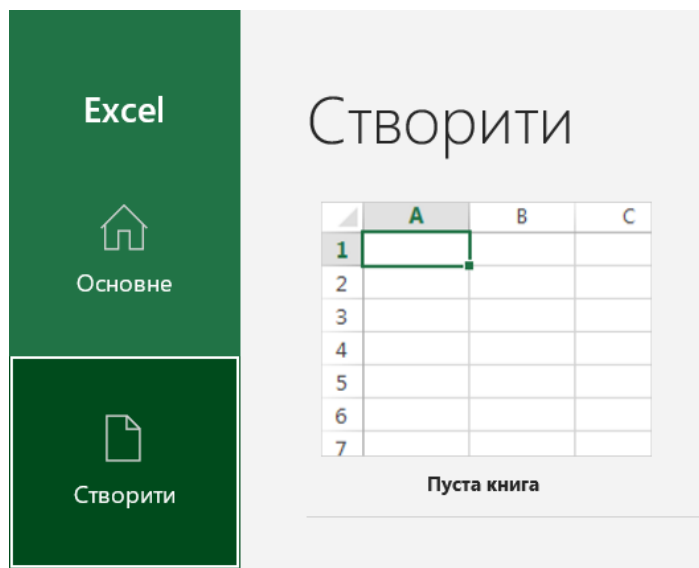 Excel
Основне
Створити
Створити
A B C
1
2
3
4
5
6
7
Пуста книга